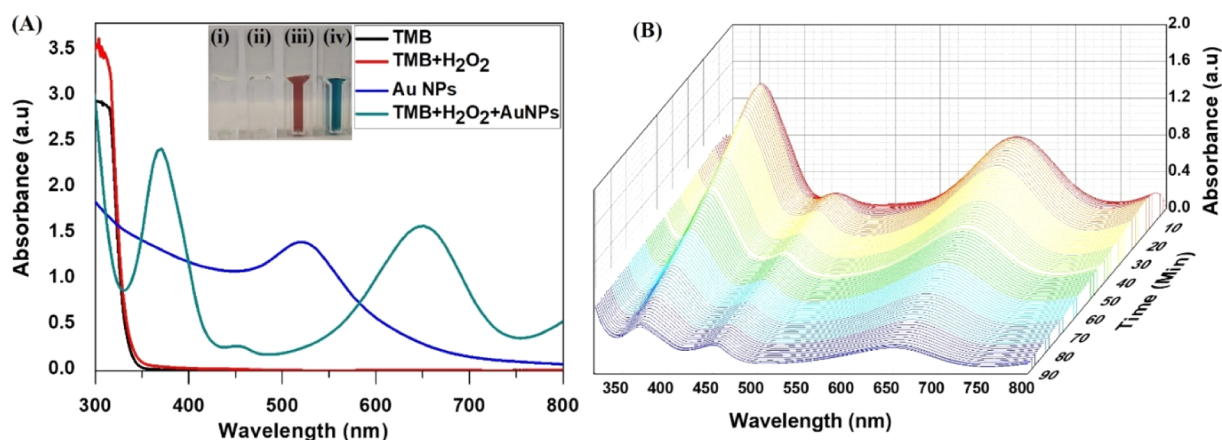 (A)
(i) (ii) (iii) (iv)
TMB
TMB+H₂O₂
Au NPs
TMB+H₂O₂+AuNPs
Absorbance (a.u)
3.5
3.0
2.5
2.0
1.5
1.0
0.5
0.0
300 400 500 600 700 800
Wavelength (nm)
(B)
2.0
1.6
1.2
0.8
0.4
0.0
Absorbance (a.u)
10
20
30
40
50
60
70
80
90
Time (Min)
350 400 450 500 550 600 650 700 750 800
Wavelength (nm)